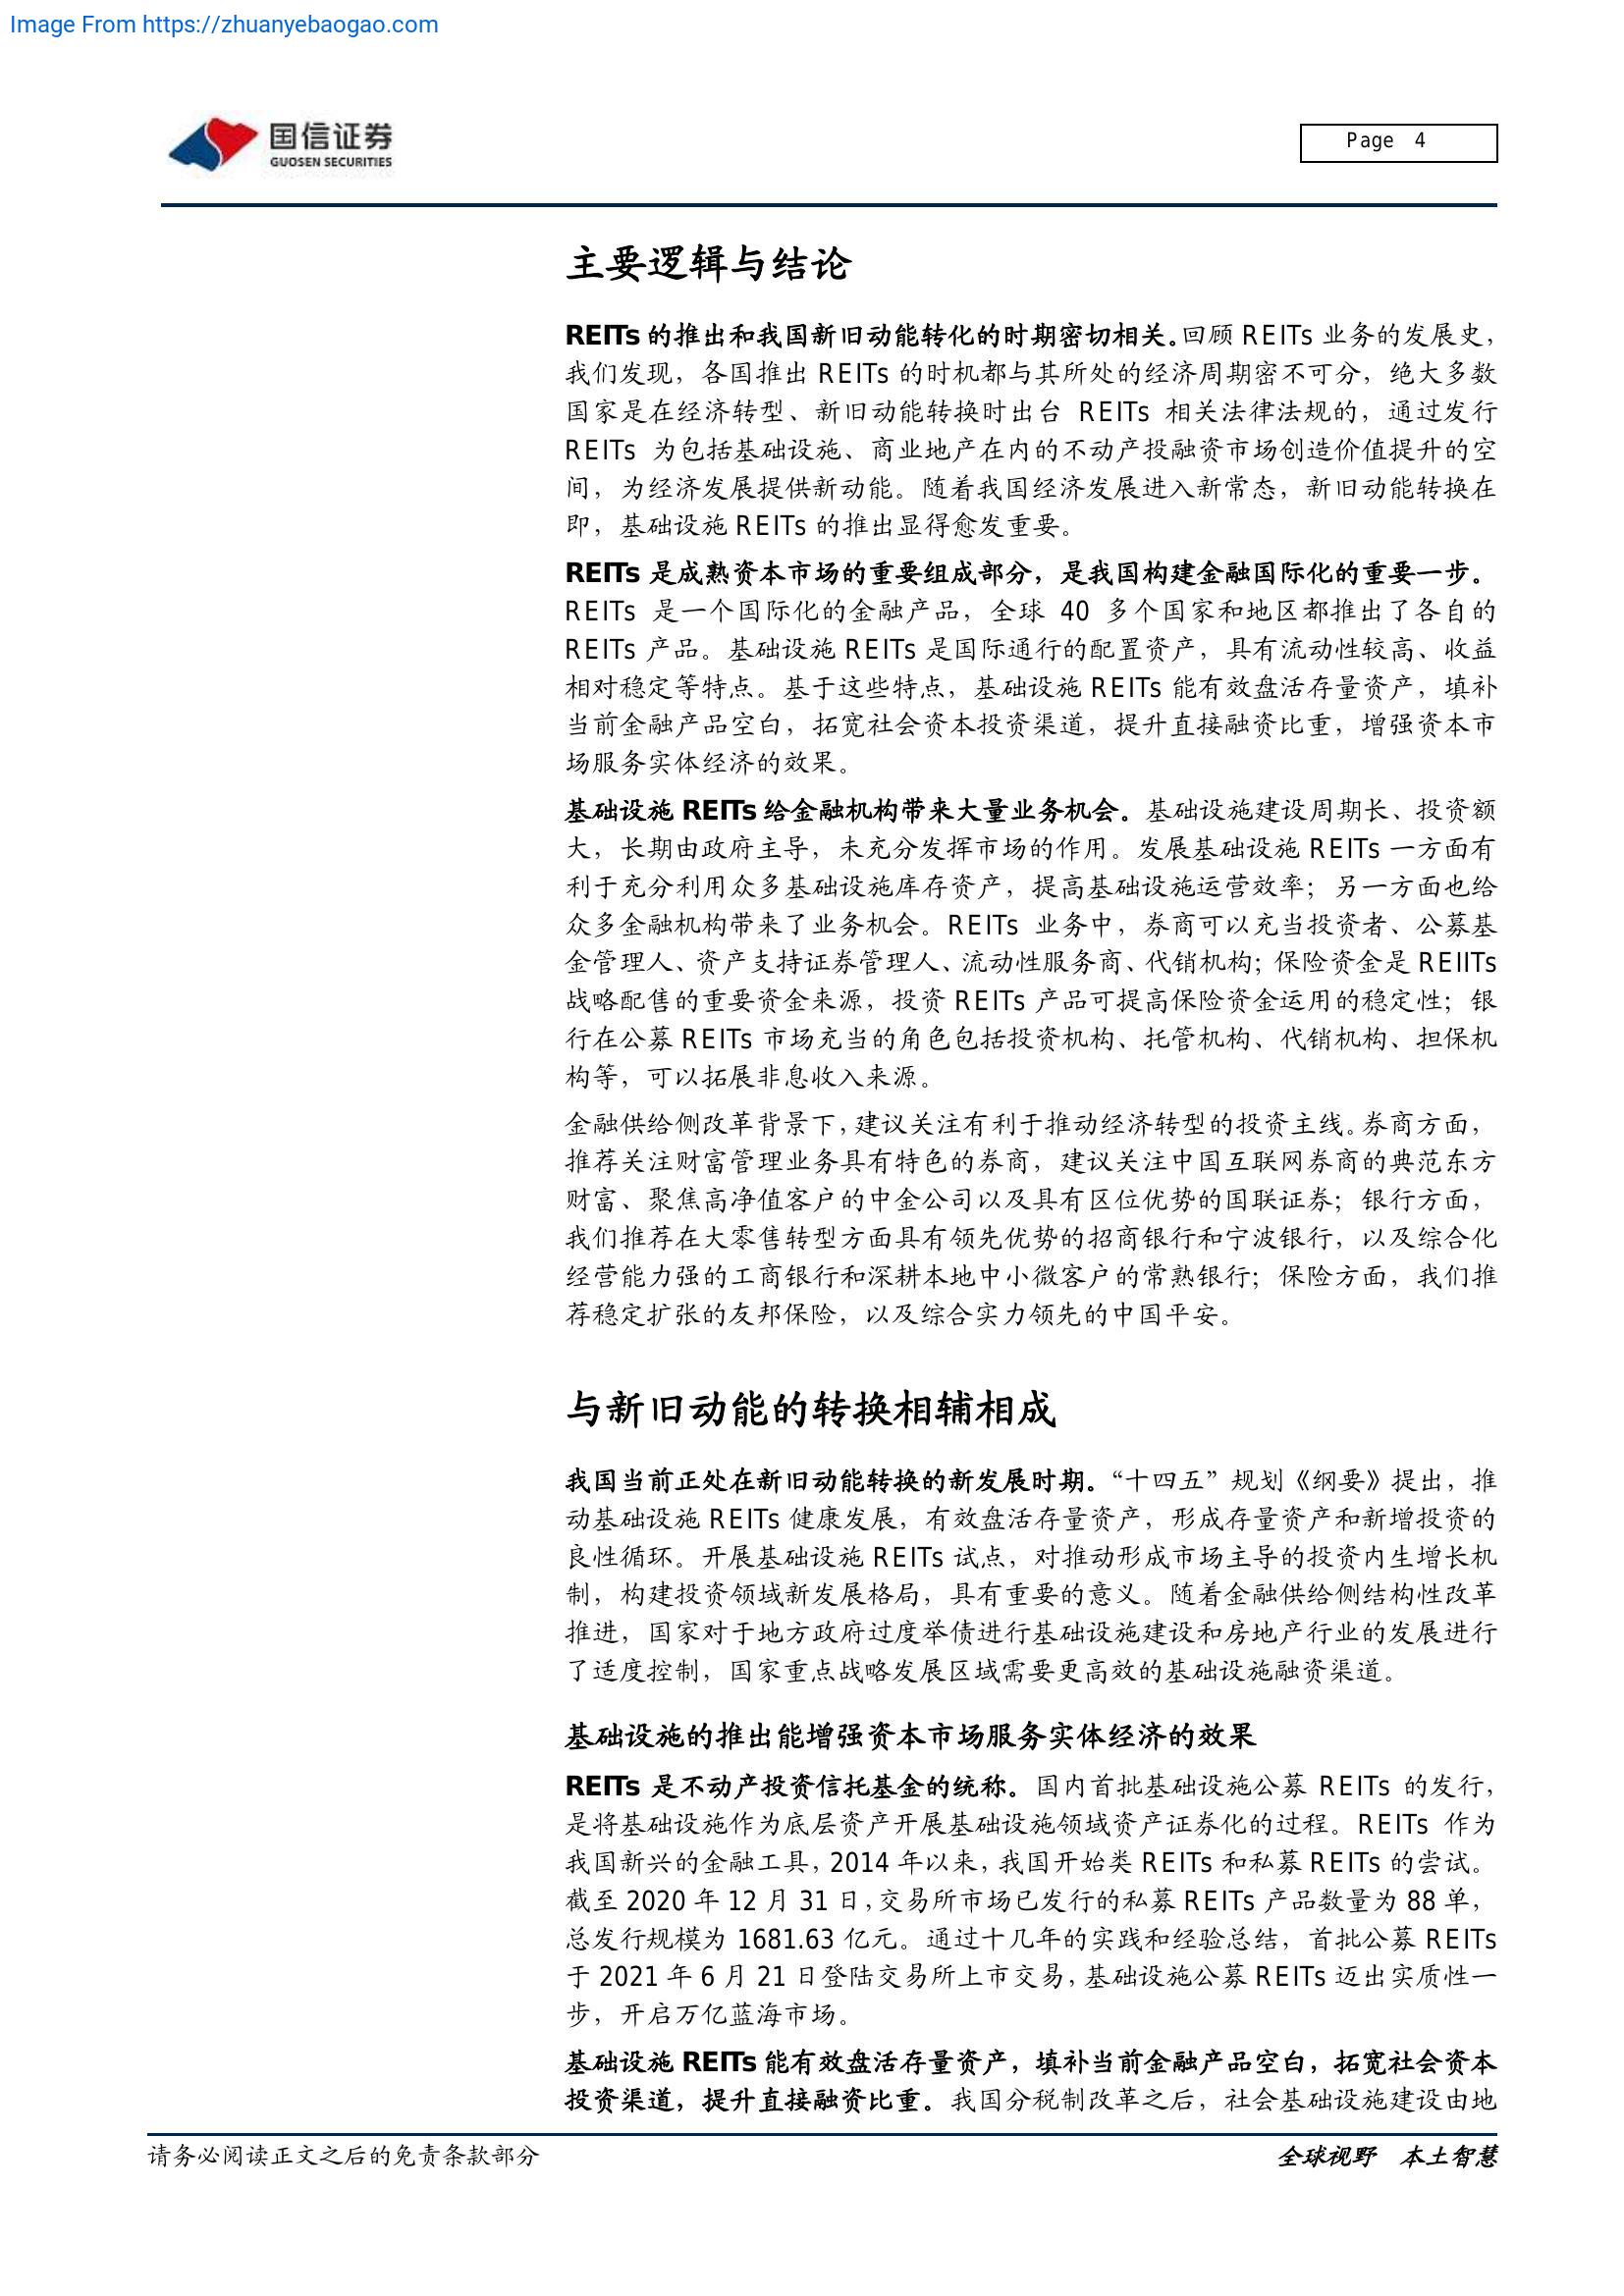 Image From https://zhuanyebaogao.com
国信证券
GUOSEN SECURITIES
Page 4
主要逻辑与结论
REITs 的推出和我国新旧动能转化的时期密切相关。回顾 REITs 业务的发展史，
我们发现，各国推出 REITs 的时机都与其所处的经济周期密不可分，绝大多数
国家是在经济转型、新旧动能转换时出台 REITs 相关法律法规的，通过发行
REITs 为包括基础设施、商业地产在内的不动产投融资市场创造价值提升的空
间，为经济发展提供新动能。随着我国经济发展进入新常态，新旧动能转换在
即，基础设施 REITs 的推出显得愈发重要。
REITs 是成熟资本市场的重要组成部分，是我国构建金融国际化的重要一步。
REITs 是一个国际化的金融产品，全球 40 多个国家和地区都推出了各自的
REITs 产品。基础设施 REITs 是国际通行的配置资产，具有流动性较高、收益
相对稳定等特点。基于这些特点，基础设施 REITs 能有效盘活存量资产，填补
当前金融产品空白，拓宽社会资本投资渠道，提升直接融资比重，增强资本市
场服务实体经济的效果。
基础设施 REITs 给金融机构带来大量业务机会。基础设施建设周期长、投资额
大，长期由政府主导，未充分发挥市场的作用。发展基础设施 REITs 一方面有
利于充分利用众多基础设施库存资产，提高基础设施运营效率；另一方面也给
众多金融机构带来了业务机会。REITs 业务中，券商可以充当投资者、公募基
金管理人、资产支持证券管理人、流动性服务商、代销机构；保险资金是 REIITs
战略配售的重要资金来源，投资 REITs 产品可提高保险资金运用的稳定性；银
行在公募 REITs 市场充当的角色包括投资机构、托管机构、代销机构、担保机
构等，可以拓展非息收入来源。
金融供给侧改革背景下，建议关注有利于推动经济转型的投资主线。券商方面，
推荐关注财富管理业务具有特色的券商，建议关注中国互联网券商的典范东方
财富、聚焦高净值客户的中金公司以及具有区位优势的国联证券；银行方面，
我们推荐在大零售转型方面具有领先优势的招商银行和宁波银行，以及综合化
经营能力强的工商银行和深耕本地中小微客户的常熟银行；保险方面，我们推
荐稳定扩张的友邦保险，以及综合实力领先的中国平安。
与新旧动能的转换相辅相成
我国当前正处在新旧动能转换的新发展时期。“十四五”规划《纲要》提出，推
动基础设施 REITs 健康发展，有效盘活存量资产，形成存量资产和新增投资的
良性循环。开展基础设施 REITs 试点，对推动形成市场主导的投资内生增长机
制，构建投资领域新发展格局，具有重要的意义。随着金融供给侧结构性改革
推进，国家对于地方政府过度举债进行基础设施建设和房地产行业的发展进行
了适度控制，国家重点战略发展区域需要更高效的基础设施融资渠道。
基础设施的推出能增强资本市场服务实体经济的效果
REITs 是不动产投资信托基金的统称。国内首批基础设施公募 REITs 的发行，
是将基础设施作为底层资产开展基础设施领域资产证券化的过程。REITs 作为
我国新兴的金融工具，2014 年以来，我国开始类 REITs 和私募 REITs 的尝试。
截至 2020 年 12 月 31 日，交易所市场已发行的私募 REITs 产品数量为 88 单，
总发行规模为 1681.63 亿元。通过十几年的实践和经验总结，首批公募 REITs
于 2021 年 6 月 21 日登陆交易所上市交易，基础设施公募 REITs 迈出实质性一
步，开启万亿蓝海市场。
基础设施 REITs 能有效盘活存量资产，填补当前金融产品空白，拓宽社会资本
投资渠道，提升直接融资比重。我国分税制改革之后，社会基础设施建设由地
请务必阅读正文之后的免责条款部分
全球视野 本土智慧